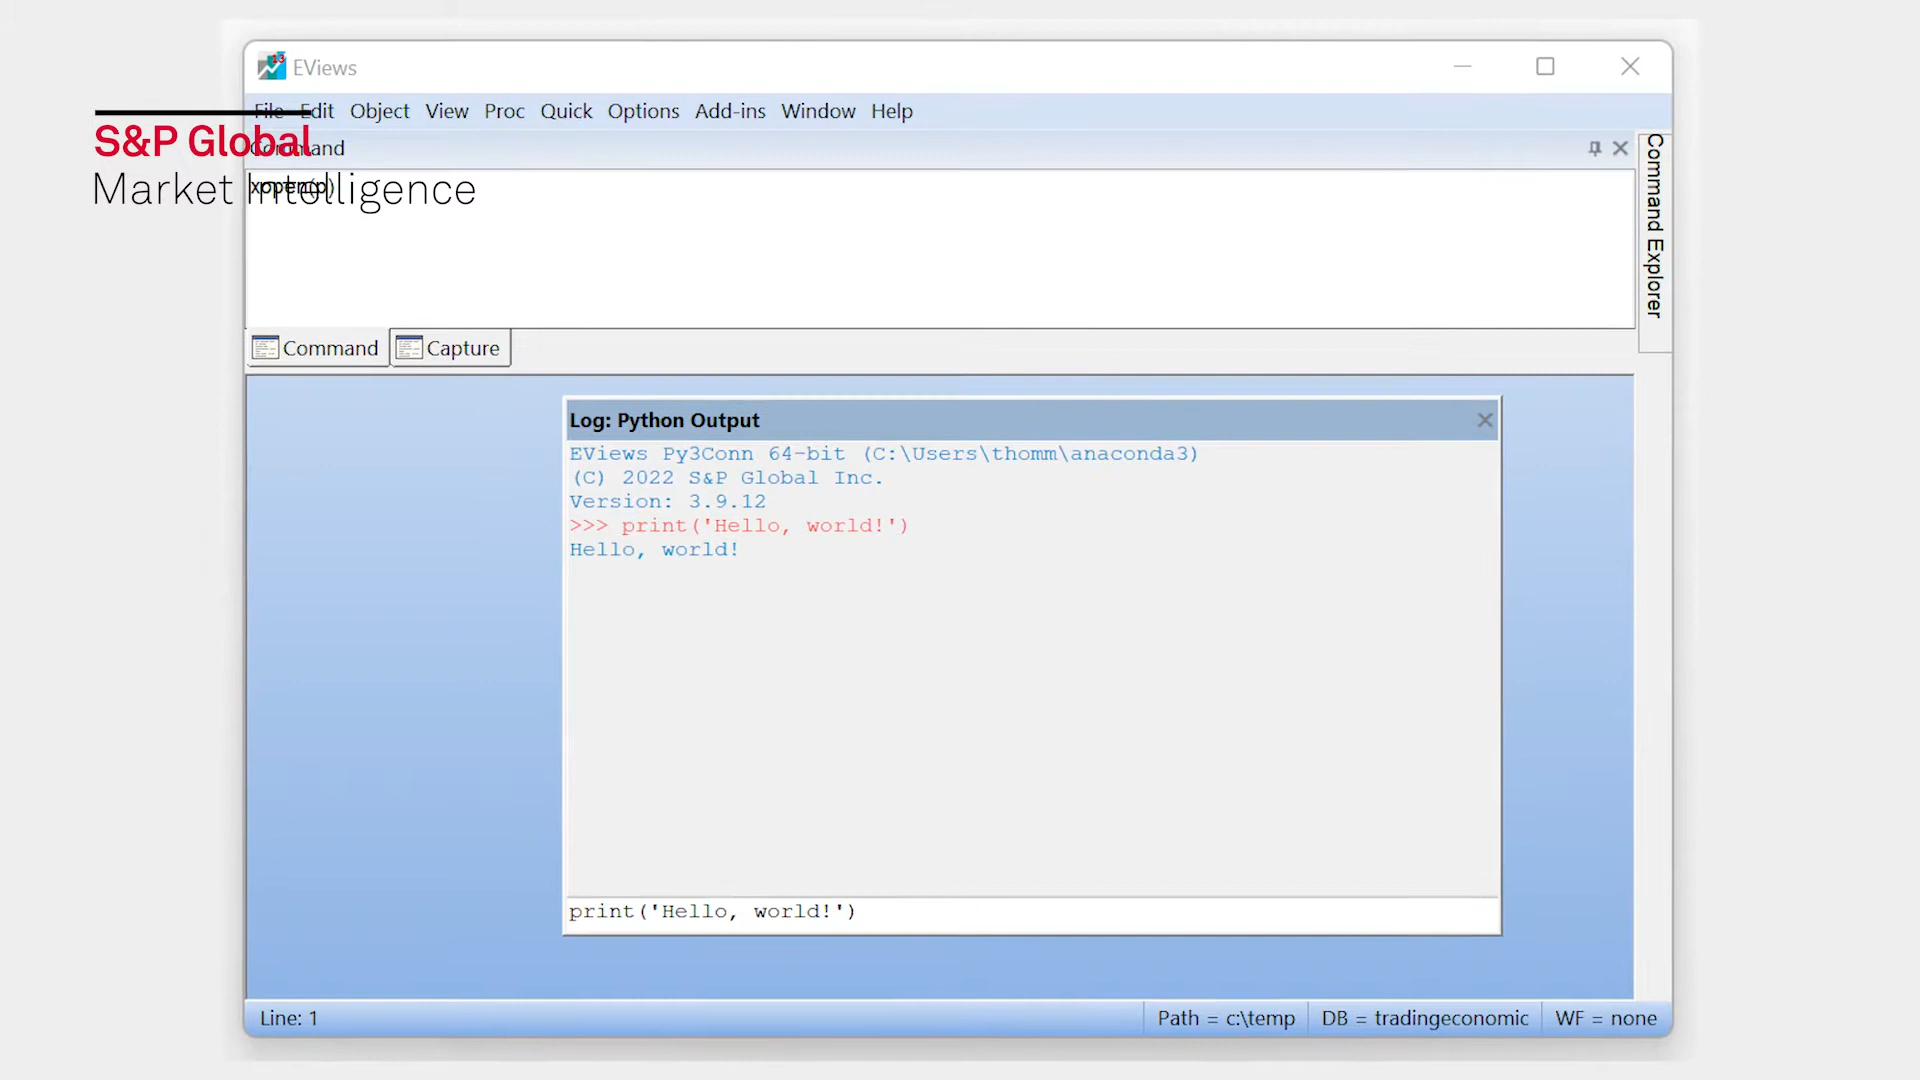 EViews
File Edit Object View Proc Quick Options Add-ins Window Help
S&P Global
Command
Market Intelligence
xopen(p)
Command Explorer
Command Capture
Log: Python Output
EViews Py3Conn 64-bit (C:\Users\thomm\anaconda3)
(C) 2022 S&P Global Inc.
Version: 3.9.12
>>> print('Hello, world!')
Hello, world!
print('Hello, world!')
Line: 1 Path = c:\temp DB = tradingeconomic WF = none